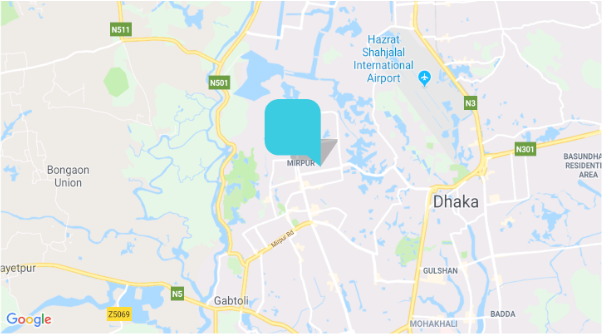 N511
Hazrat
Shahjalal
International
Airport
N501
N3
N301
BASUNDHA
RESIDENTI
AREA
MIRPUR
Bongaon
Union
Dhaka
Mirpur Rd
ayetpur
GULSHAN
N5
Gabtoli
Z5069
BADDA
MOHAKHALI
Google